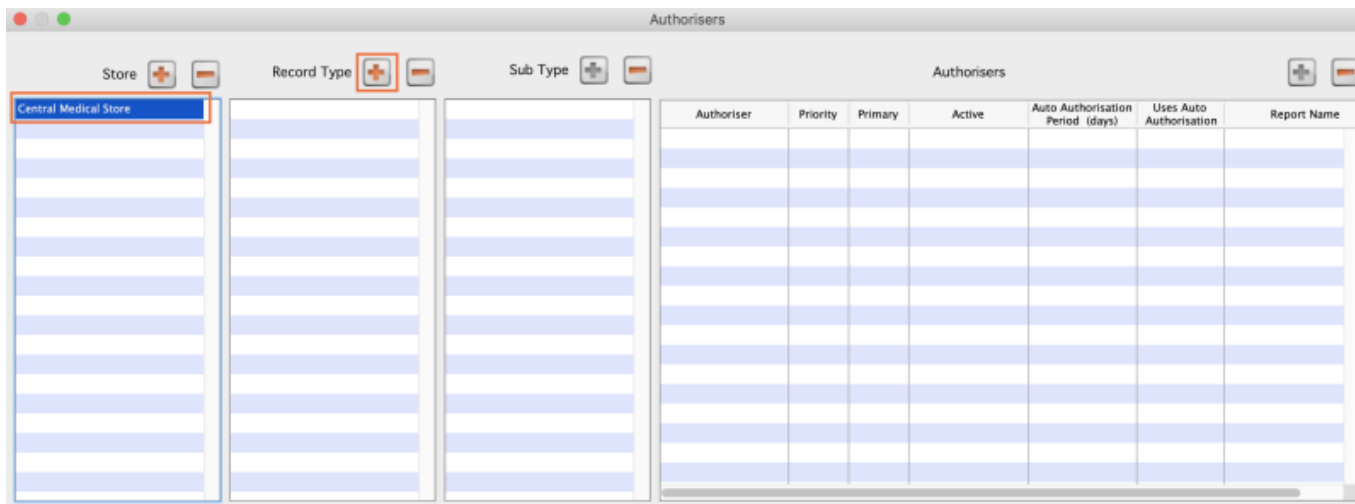 Authorisers
Store
Record Type
Sub Type
Authorisers
Central Medical Store
Authoriser
Priority
Primary
Active
Auto Authorisation
Period (days)
Uses Auto
Authorisation
Report Name